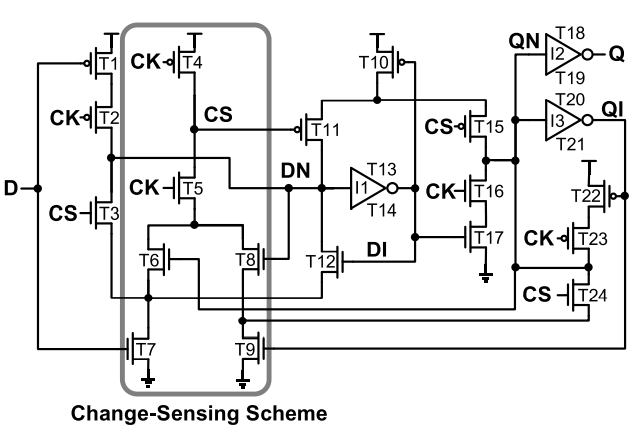 T18
QN
I2
Q
T19
T1
CK
T4
T10
T20
QI
CK
T2
CS
T11
CS
T15
I3
T21
D
CK
T5
DN
T13
I1
T14
CK
T16
T22
CS
T3
T17
CK
T23
T6
T8
T12
DI
CS
T24
T7
T9
Change-Sensing Scheme